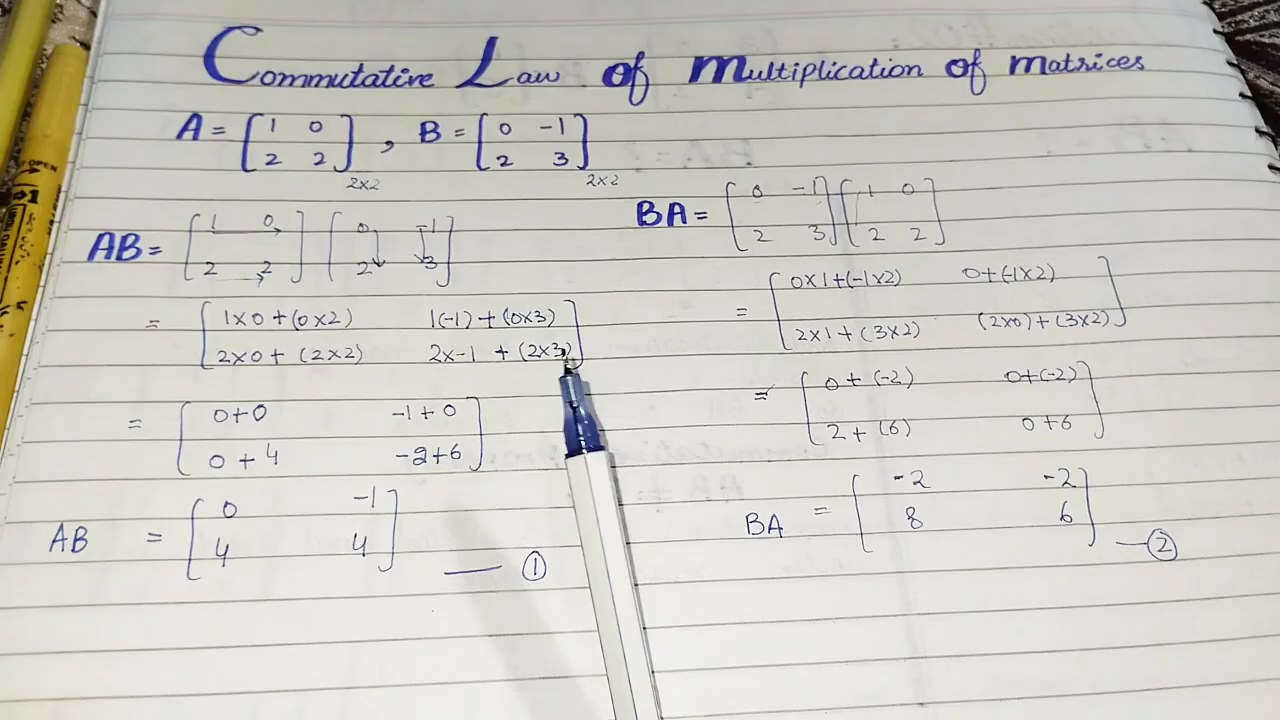 Commutative Law of Multiplication of matrices
A = [ 1 0 ] , B = [ 0 -1 ]
[ 2 2 ]2x2 [ 2 3 ]2x2
AB = [ 1 0 ] [ 0 -1 ]
[ 2 2 ] [ 2 3 ]
= [ 1x0 + (0x2) 1(-1) + (0x3) ]
[ 2x0 + (2x2) 2x-1 + (2x3) ]
= [ 0+0 -1+0 ]
[ 0+4 -2+6 ]
AB = [ 0 -1 ]
[ 4 4 ] — ①
BA = [ 0 -1 ] [ 1 0 ]
[ 2 3 ] [ 2 2 ]
= [ 0x1+(-1x2) 0+(-1x2) ]
[ 2x1+(3x2) (2x0)+(3x2) ]
= [ 0+(-2) 0+(-2) ]
[ 2+(6) 0+6 ]
BA = [ -2 -2 ]
[ 8 6 ] — ②
OPEN